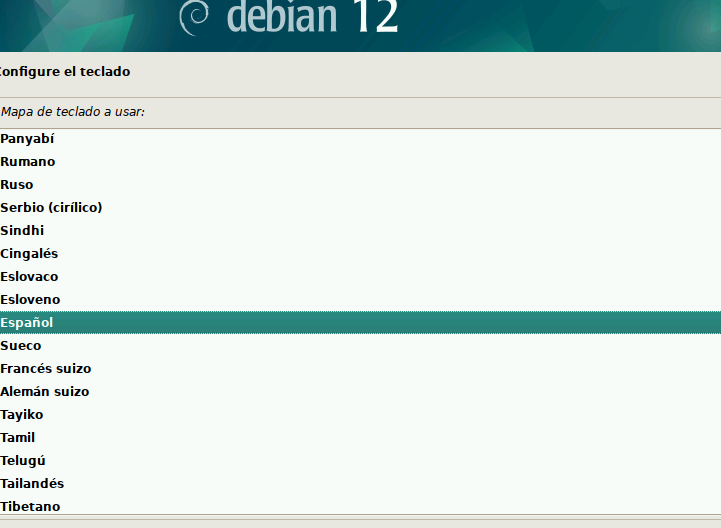 debian 12
Configure el teclado
Mapa de teclado a usar:
Panyabí
Rumano
Ruso
Serbio (cirílico)
Sindhi
Cingalés
Eslovaco
Esloveno
Español
Sueco
Francés suizo
Alemán suizo
Tayiko
Tamil
Telugú
Tailandés
Tibetano